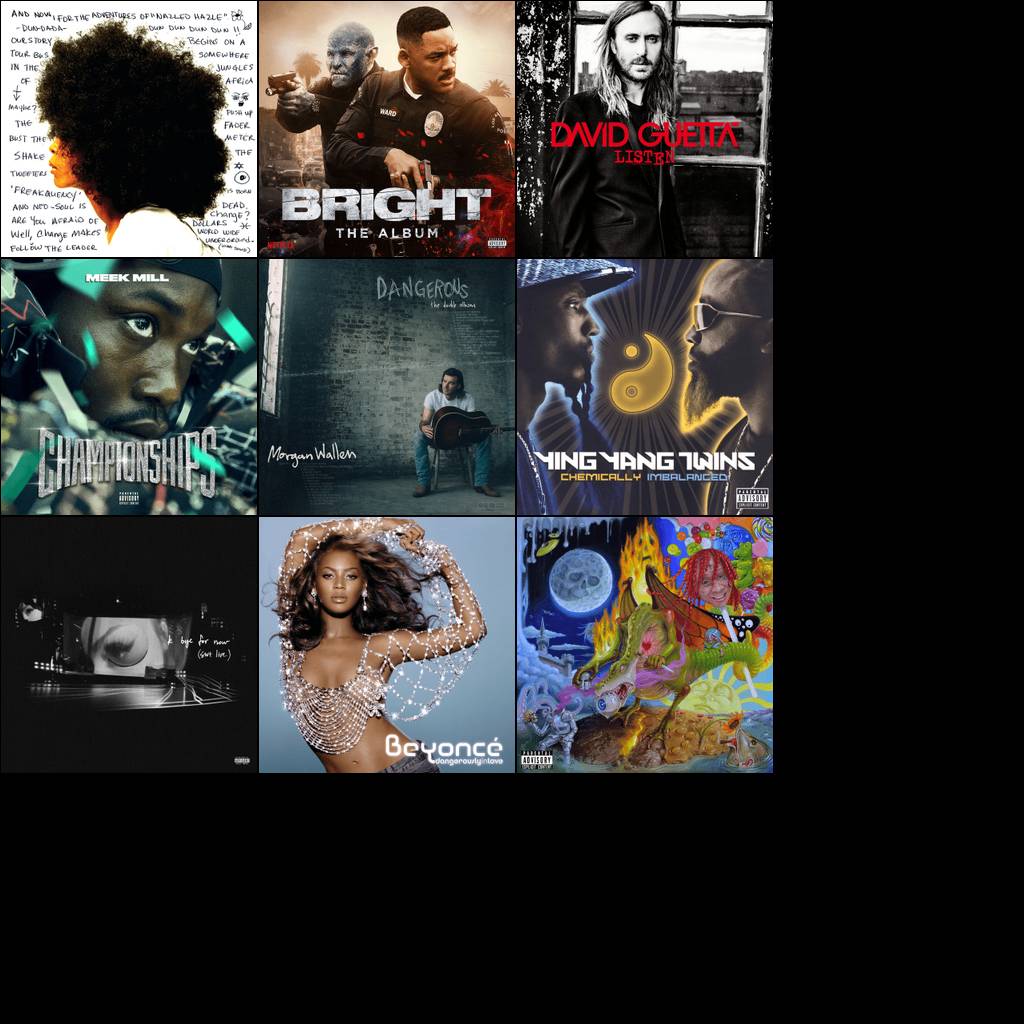 AND NOW, FOR THE ADVENTURES OF "NAZLED HAZLE"
-DUN DADA-
DUN DUN DUN DUN !!
OUR STORY BEGINS ON A
TOUR BUS SOMEWHERE
IN THE JUNGLES
OF AFRICA
MAYBE?
PUSH UP
THE FADER
BUST THE METER
SHAKE THE
TWEETERS
'FREAKQUENCY' IS BORN
AND NEO-SOUL IS DEAD.
ARE YOU AFRAID OF Change?
Well, Change MAKES DOLLARS
WORLD WIDE
UNDERGROUND.
FOLLOW THE LEADER
WARD
BRIGHT
THE ALBUM
NETFLIX
PARENTAL
ADVISORY
EXPLICIT CONTENT
DAVID GUETTA
LISTEN
MEEK MILL
CHAMPIONSHIPS
PARENTAL
ADVISORY
EXPLICIT CONTENT
DANGEROUS
the double album
Morgan Wallen
YING YANG TWINS
CHEMICALLY IMBALANCED
PARENTAL
ADVISORY
EXPLICIT CONTENT
k bye for now
(swt live)
Beyoncé
dangerouslyinlove
PARENTAL
ADVISORY
EXPLICIT CONTENT